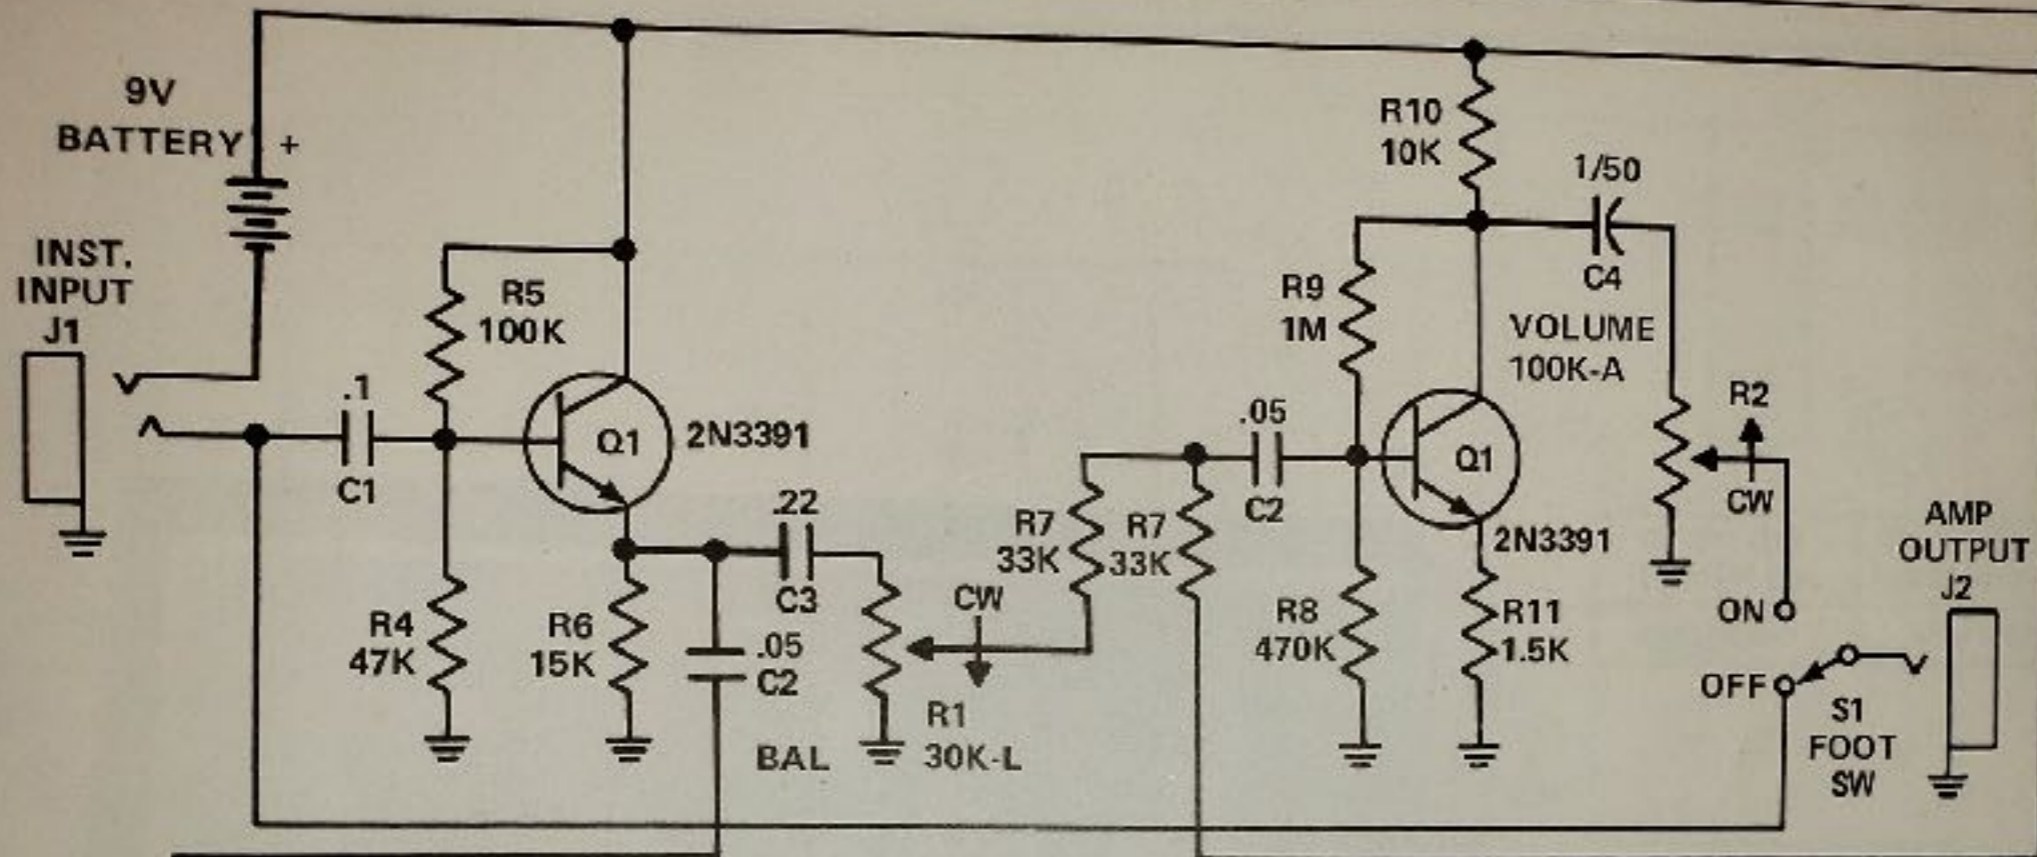 9V
BATTERY +
INST.
INPUT
J1
.1
C1
R5
100K
Q1
2N3391
R4
47K
R6
15K
.22
C3
.05
C2
CW
R1
30K-L
BAL
R7
33K
R7
33K
.05
C2
R10
10K
R9
1M
1/50
C4
VOLUME
100K-A
R2
CW
Q1
2N3391
R8
470K
R11
1.5K
ON
OFF
S1
FOOT
SW
AMP
OUTPUT
J2